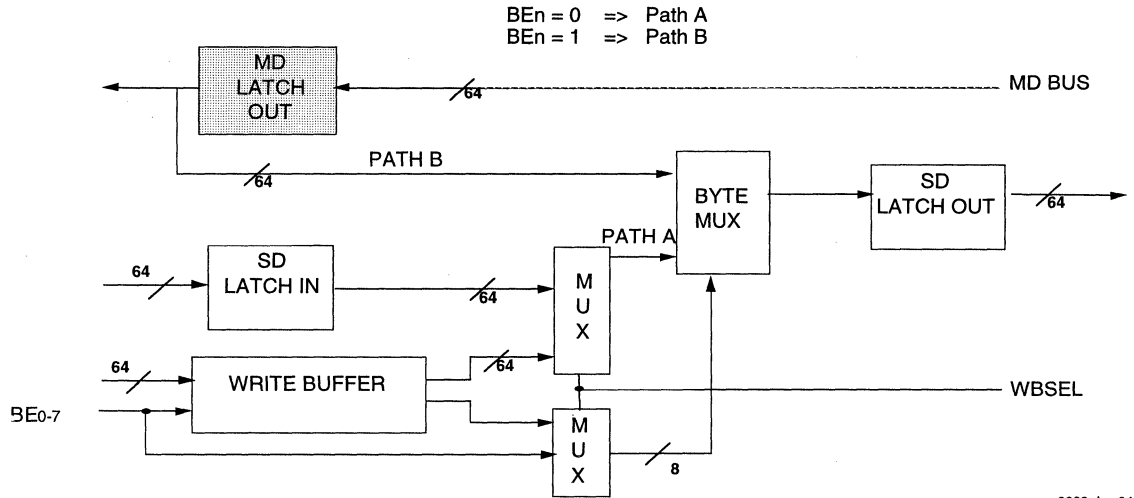 BEn = 0 => Path A
BEn = 1 => Path B
MD
LATCH
OUT
64
MD BUS
PATH B
64
BYTE
MUX
SD
LATCH OUT
64
PATH A
64
SD
LATCH IN
64
M
U
X
64
WRITE BUFFER
64
WBSEL
BE0-7
M
U
X
8